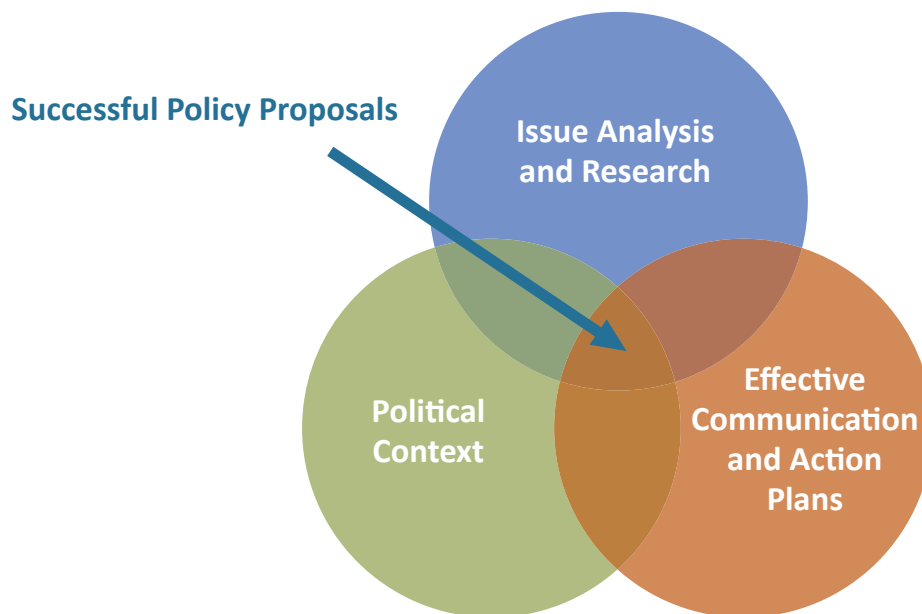 Successful Policy Proposals
Issue Analysis
and Research
Political
Context
Effective
Communication
and Action
Plans